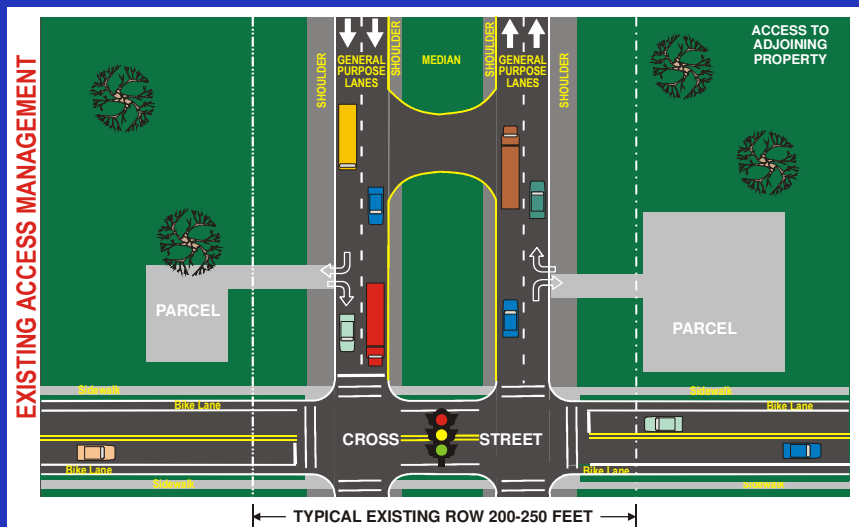 EXISTING ACCESS MANAGEMENT
SHOULDER
GENERAL
PURPOSE
LANES
SHOULDER
MEDIAN
SHOULDER
GENERAL
PURPOSE
LANES
SHOULDER
ACCESS TO
ADJOINING
PROPERTY
PARCEL
PARCEL
Sidewalk
Sidewalk
Bike Lane
Bike Lane
CROSS
STREET
Bike Lane
Bike Lane
Sidewalk
Sidewalk
TYPICAL EXISTING ROW 200-250 FEET